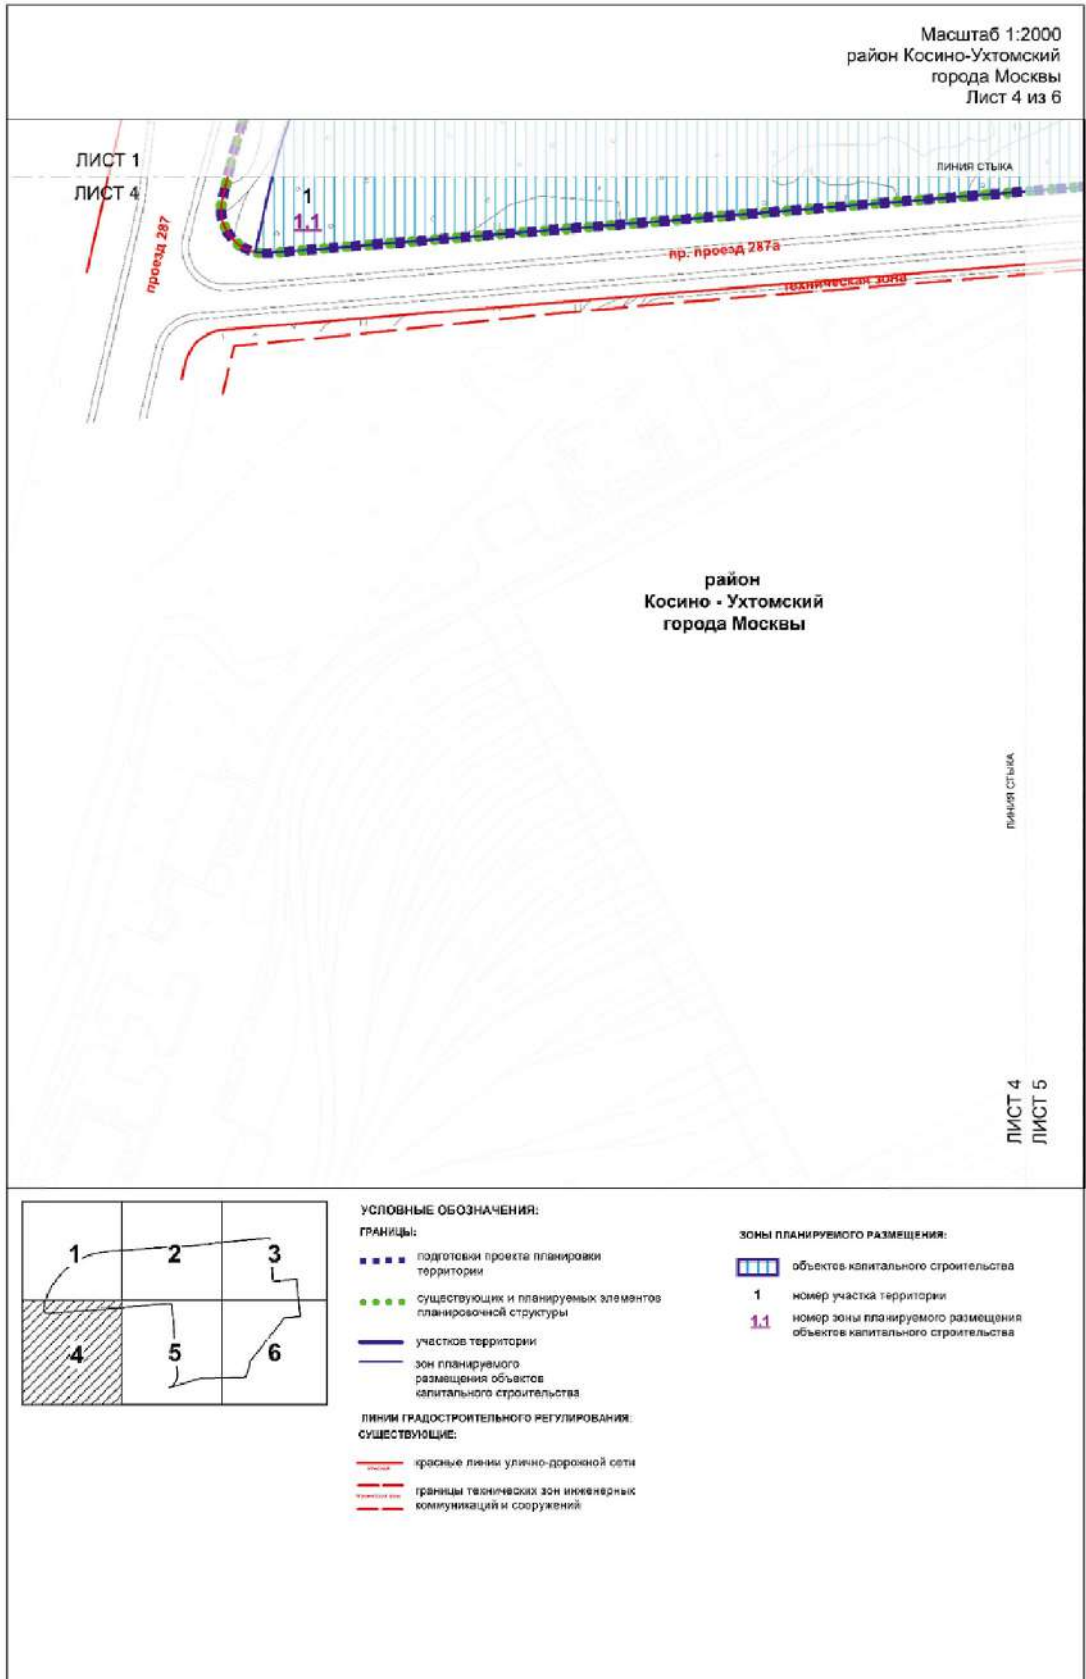 Масштаб 1:2000
район Косино-Ухтомский
города Москвы
Лист 4 из 6
ЛИСТ 1
ЛИСТ 4
ЛИНИЯ СТЫКА
1
1.1
проезд 287
пр. проезд 287а
техническая зона
район
Косино - Ухтомский
города Москвы
ЛИНИЯ СТЫКА
ЛИСТ 4
ЛИСТ 5
1
2
3
4
5
6
УСЛОВНЫЕ ОБОЗНАЧЕНИЯ:
ГРАНИЦЫ:
подготовки проекта планировки
территории
существующих и планируемых элементов
планировочной структуры
участков территории
зон планируемого
размещения объектов
капитального строительства
ЛИНИИ ГРАДОСТРОИТЕЛЬНОГО РЕГУЛИРОВАНИЯ:
СУЩЕСТВУЮЩИЕ:
красные линии улично-дорожной сети
границы технических зон инженерных
коммуникаций и сооружений
ЗОНЫ ПЛАНИРУЕМОГО РАЗМЕЩЕНИЯ:
объектов капитального строительства
1
номер участка территории
1.1
номер зоны планируемого размещения
объектов капитального строительства